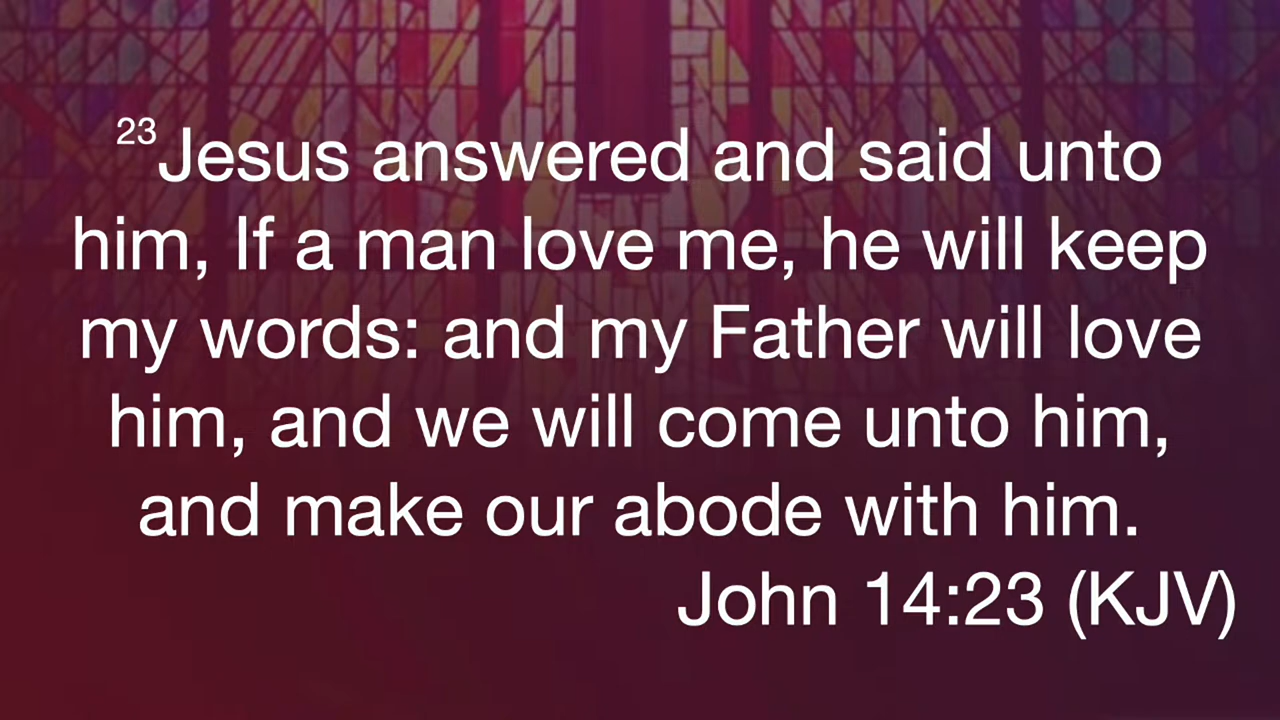 23Jesus answered and said unto
him, If a man love me, he will keep
my words: and my Father will love
him, and we will come unto him,
and make our abode with him.
John 14:23 (KJV)